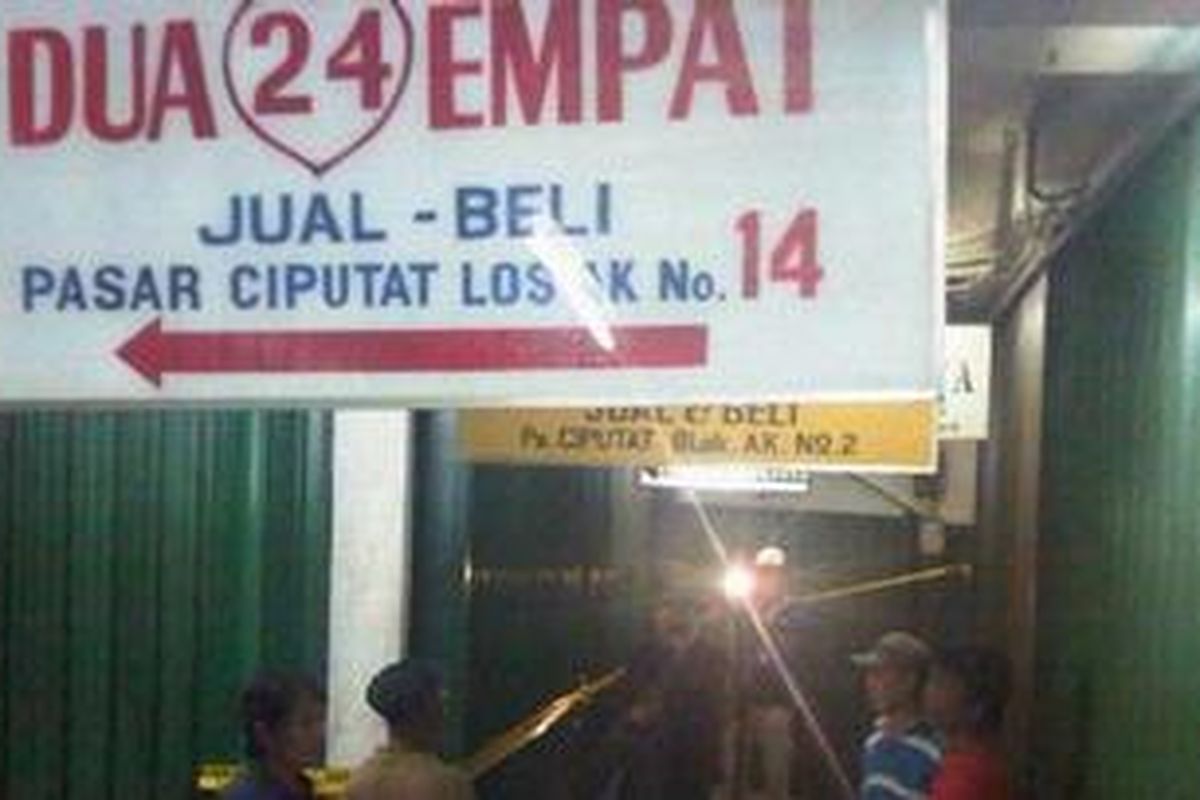 DUA 24 EMPAT
JUAL - BELI
PASAR CIPUTAT LOS AK No. 14
JUAL & BELI
Ps. CIPUTAT Blok. AK. NO. 2
A